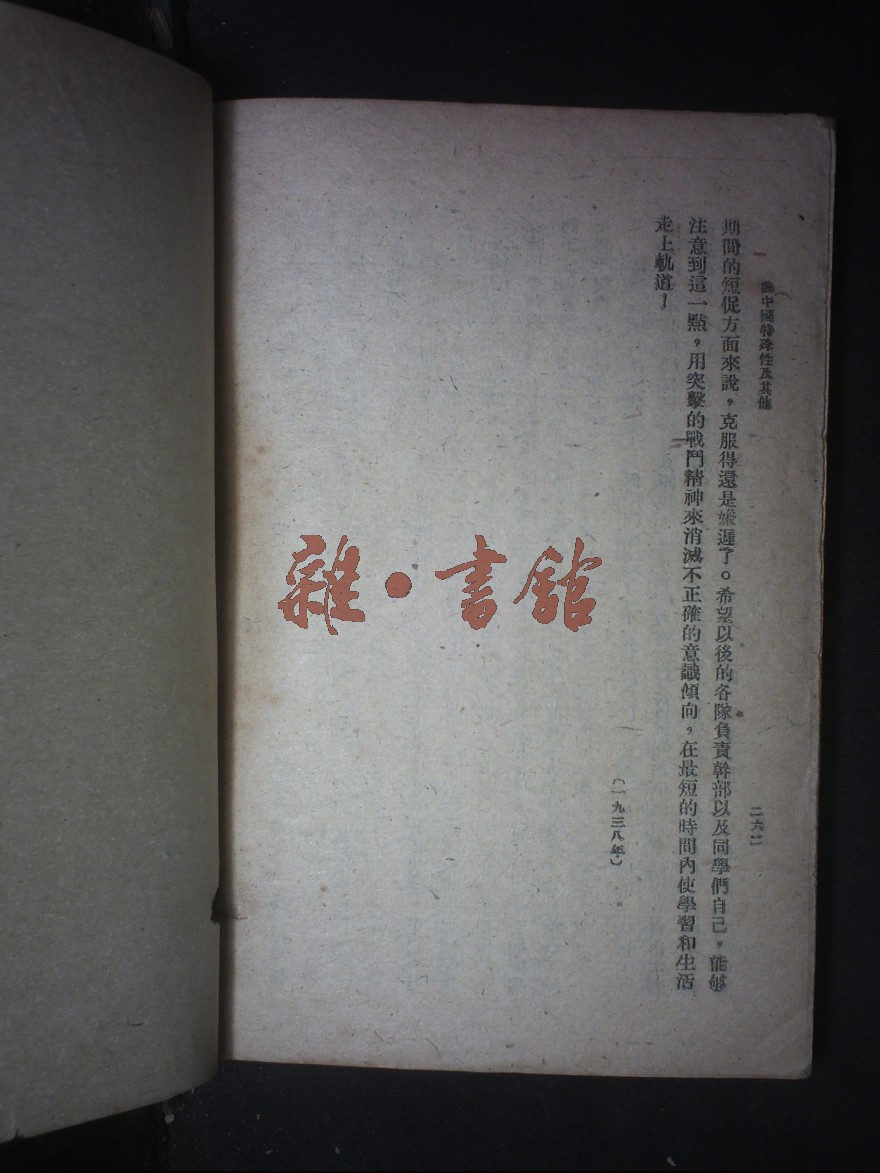 論中國特殊性及其他
二六二
期間的短促方面來說，克服得還是嫌遲了。希望以後的各隊負責幹部以及同學們自己，能够
注意到這一點，用突擊的戰鬥精神來消滅不正確的意識傾向，在最短的時間內使學習和生活
走上軌道！
（一九三八年）
雜·書館